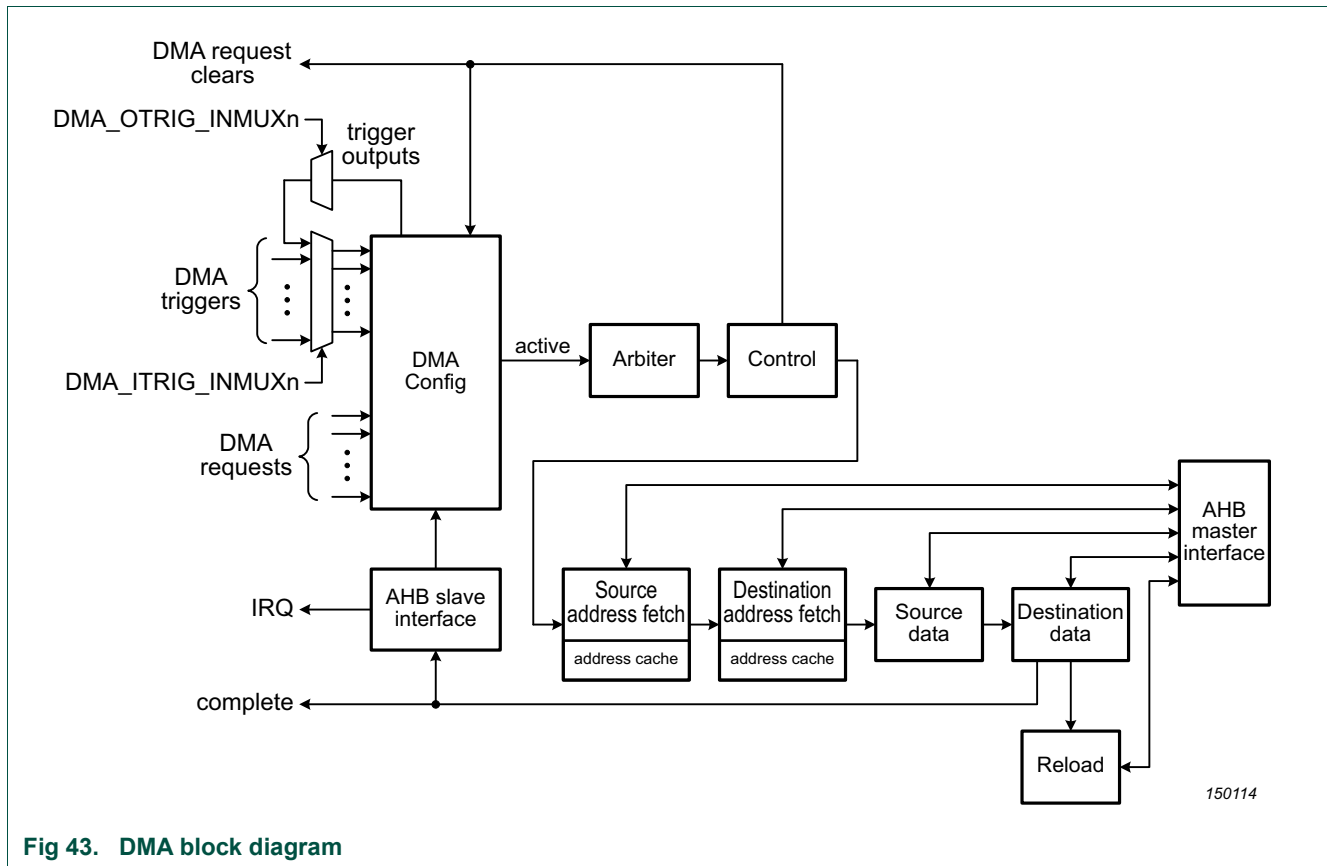 DMA request
clears
DMA_OTRIG_INMUXn
trigger
outputs
DMA
triggers
DMA_ITRIG_INMUXn
DMA
requests
DMA
Config
active
Arbiter
Control
AHB
master
interface
IRQ
AHB slave
interface
Source
address fetch
address cache
Destination
address fetch
address cache
Source
data
Destination
data
complete
Reload
150114
Fig 43. DMA block diagram